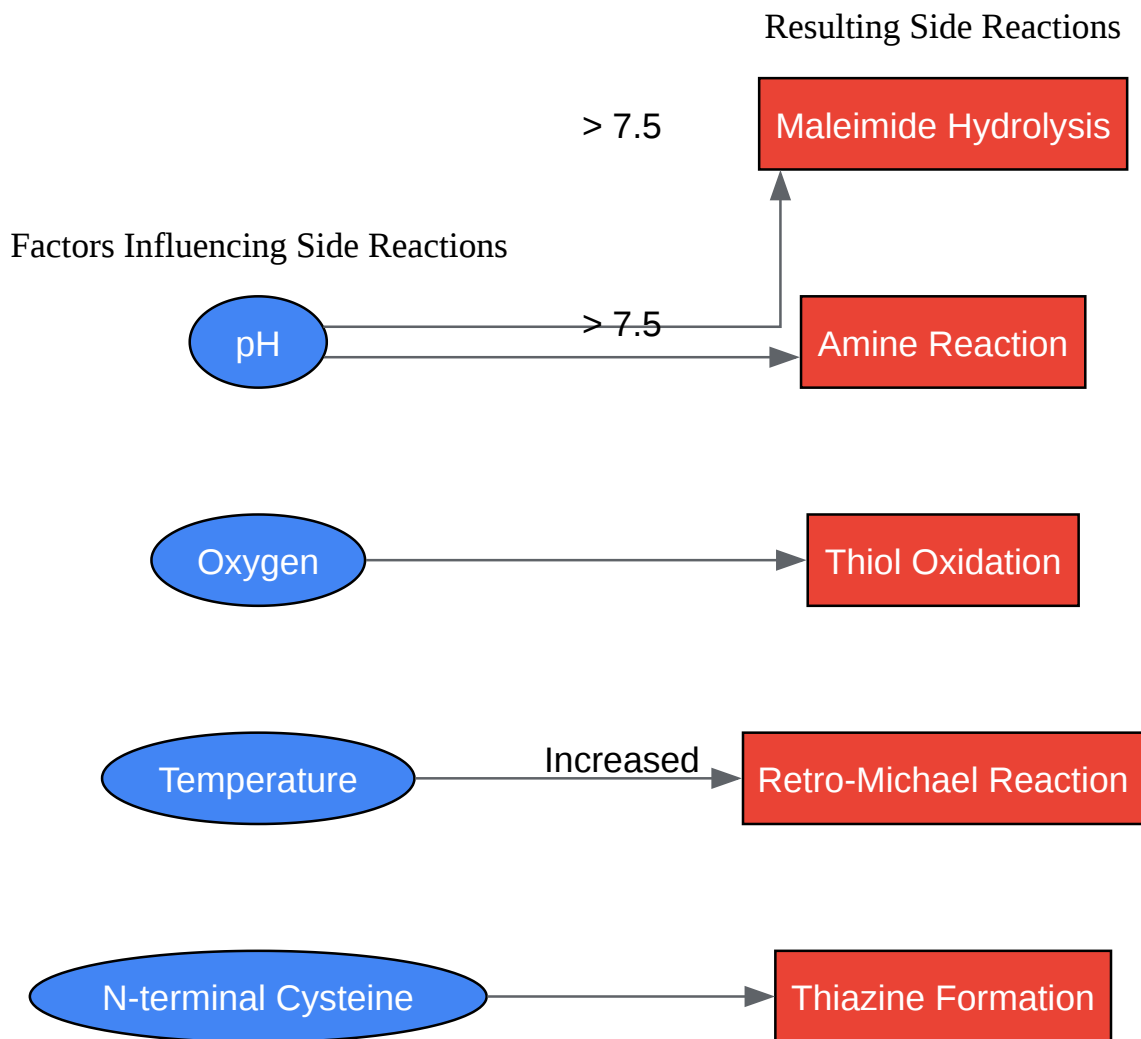 Resulting Side Reactions
> 7.5
Maleimide Hydrolysis
Factors Influencing Side Reactions
pH
> 7.5
Amine Reaction
Oxygen
Thiol Oxidation
Temperature
Increased
Retro-Michael Reaction
N-terminal Cysteine
Thiazine Formation